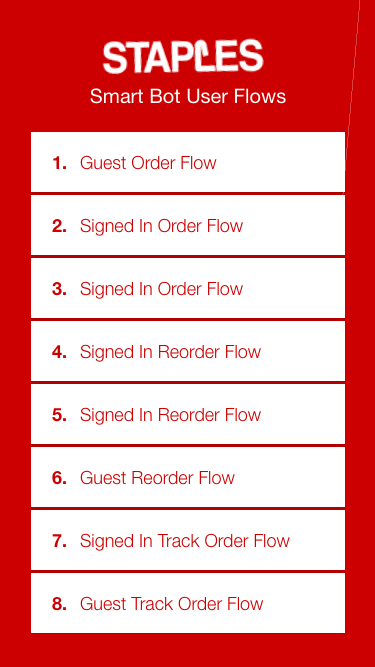 STAPLES
Smart Bot User Flows
1. Guest Order Flow
2. Signed In Order Flow
3. Signed In Order Flow
4. Signed In Reorder Flow
5. Signed In Reorder Flow
6. Guest Reorder Flow
7. Signed In Track Order Flow
8. Guest Track Order Flow